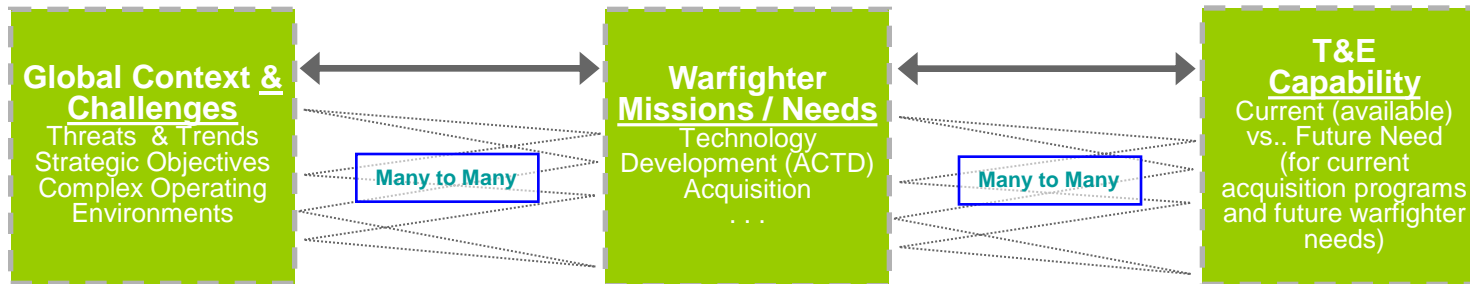 Global Context &
Challenges
Threats & Trends
Strategic Objectives
Complex Operating
Environments
Many to Many
Warfighter
Missions / Needs
Technology
Development (ACTD)
Acquisition
. . .
Many to Many
T&E
Capability
Current (available)
vs.. Future Need
(for current
acquisition programs
and future warfighter
needs)